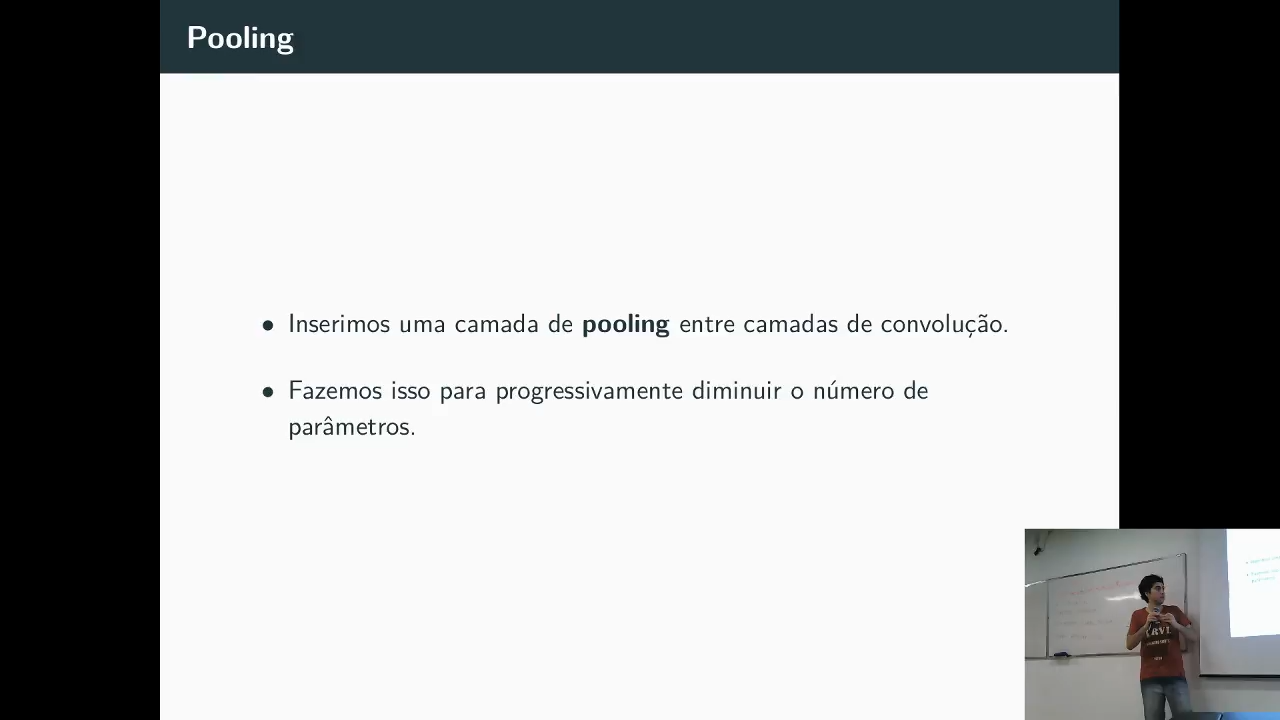 Pooling
• Inserimos uma camada de pooling entre camadas de convolução.
• Fazemos isso para progressivamente diminuir o número de
parâmetros.